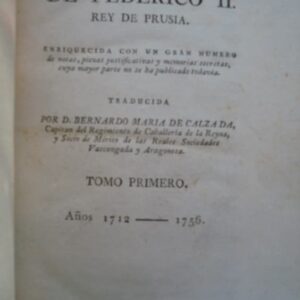 DE FEDERICO II.
REY DE PRUSIA.
ENRIQUECIDA CON UN GRAN NUMERO
de notas, piezas justificativas y memorias secretas,
cuya mayor parte no se ha publicado todavia.
TRADUCIDA
POR D. BERNARDO MARIA DE CALZADA,
Capitan del Regimiento de Caballería de la Reyna,
y Socio de Mérito de las Reales Sociedades
Vascongada y Aragonesa.
TOMO PRIMERO.
Años 1712 — 1756.